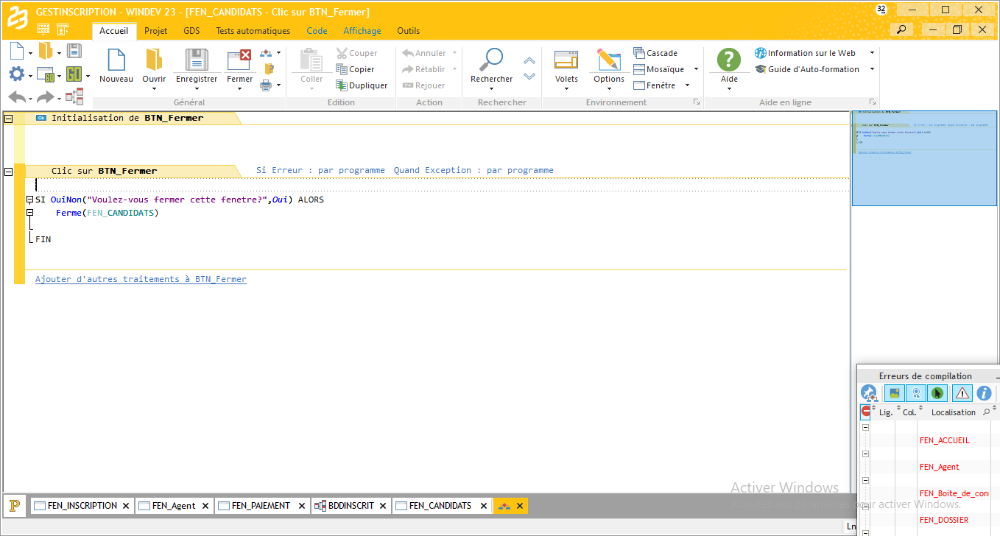 GESTINSCRIPTION - WINDEV 23 - [FEN_CANDIDATS - Clic sur BTN_Fermer]
32
23
Accueil Projet GDS Tests automatiques Code Affichage Outils
Nouveau Ouvrir Enregistrer Fermer
Général
Coller Couper
Copier
Dupliquer
Edition
Annuler
Rétablir
Rejouer
Action
Rechercher
Rechercher
Volets Options Cascade
Mosaïque
Fenêtre
Environnement
Aide Information sur le Web
Guide d'Auto-formation
Aide en ligne
GO
GO
Ok Initialisation de BTN_Fermer
Clic sur BTN_Fermer Si Erreur : par programme Quand Exception : par programme
SI OuiNon("Voulez-vous fermer cette fenetre?",Oui) ALORS
Ferme(FEN_CANDIDATS)
FIN
Ajouter d'autres traitements à BTN_Fermer
Erreurs de compilation
Lig. Col. Localisation
FEN_ACCUEIL
FEN_Agent
FEN_Boite_de_con
FEN_DOSSIER
Activer Windows
Accédez aux paramètres pour activer Windows.
P FEN_INSCRIPTION FEN_Agent FEN_PAIEMENT BDDINSCRIT FEN_CANDIDATS
Ln